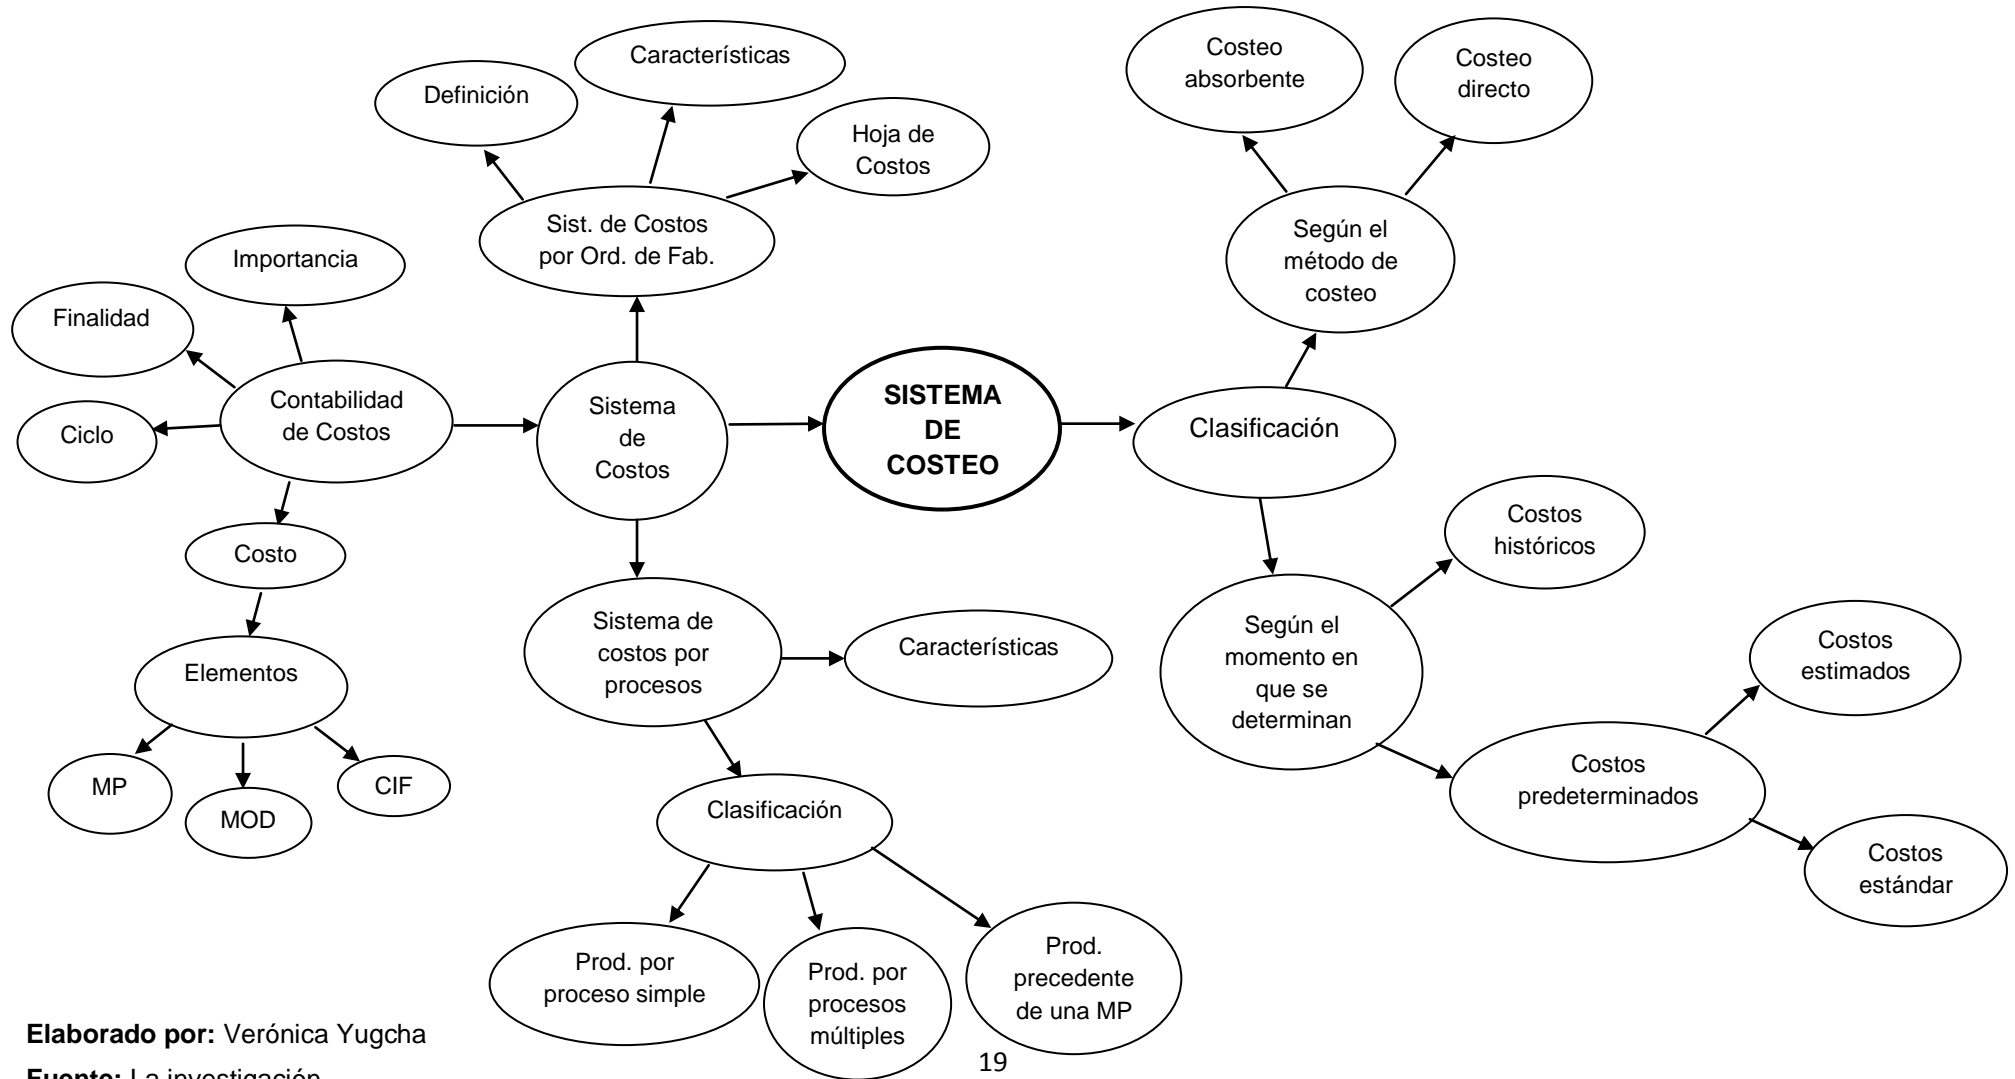 Características
Definición
Hoja de
Costos
Sist. de Costos
por Ord. de Fab.
Costeo
absorbente
Costeo
directo
Según el
método de
costeo
Importancia
Finalidad
Ciclo
Contabilidad
de Costos
Sistema
de
Costos
SISTEMA
DE
COSTEO
Clasificación
Costo
Elementos
MP
MOD
CIF
Sistema de
costos por
procesos
Características
Clasificación
Prod. por
proceso simple
Prod. por
procesos
múltiples
Prod.
precedente
de una MP
Costos
históricos
Según el
momento en
que se
determinan
Costos
predeterminados
Costos
estimados
Costos
estándar
Elaborado por: Verónica Yugcha
Fuente: La investigación
19